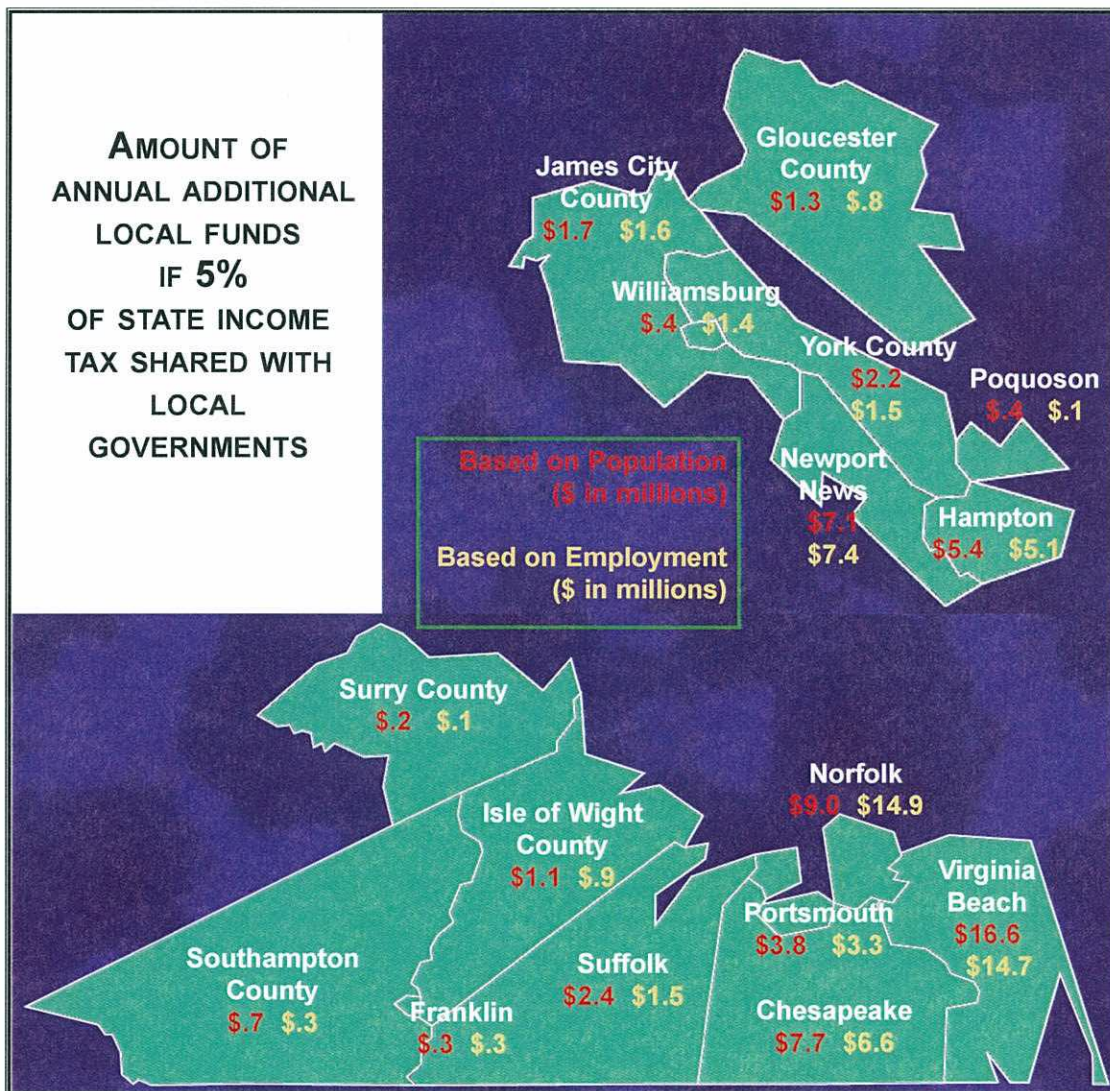 AMOUNT OF
ANNUAL ADDITIONAL
LOCAL FUNDS
IF 5%
OF STATE INCOME
TAX SHARED WITH
LOCAL
GOVERNMENTS
Gloucester
County
$1.3 $.8
James City
County
$1.7 $1.6
Williamsburg
$.4 $1.4
York County
$2.2
$1.5
Poquoson
$.4 $.1
Based on Population
($ in millions)
Based on Employment
($ in millions)
Newport
News
$7.1
$7.4
Hampton
$5.4 $5.1
Surry County
$.2 $.1
Norfolk
$9.0 $14.9
Isle of Wight
County
$1.1 $.9
Virginia
Beach
$16.6
$14.7
Portsmouth
$3.8 $3.3
Southampton
County
$.7 $.3
Suffolk
$2.4 $1.5
Franklin
$.3 $.3
Chesapeake
$7.7 $6.6